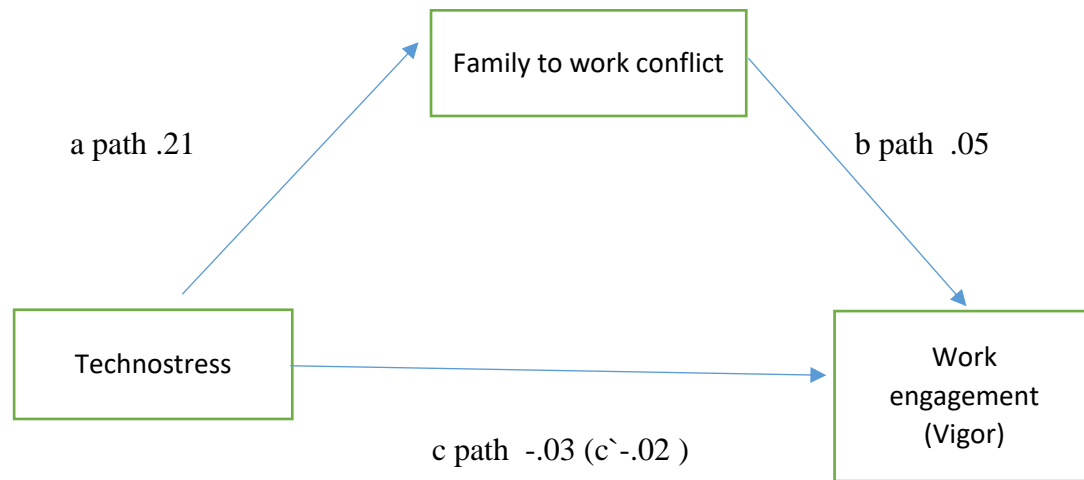 Family to work conflict
a path .21
b path .05
Technostress
Work
engagement
(Vigor)
c path -.03 (c`-.02 )